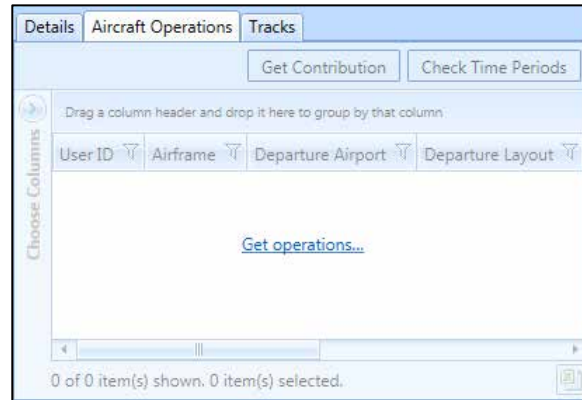 Details Aircraft Operations Tracks
Get Contribution Check Time Periods
Drag a column header and drop it here to group by that column
Choose Columns
User ID Airframe Departure Airport Departure Layout
Get operations...
0 of 0 item(s) shown. 0 item(s) selected.